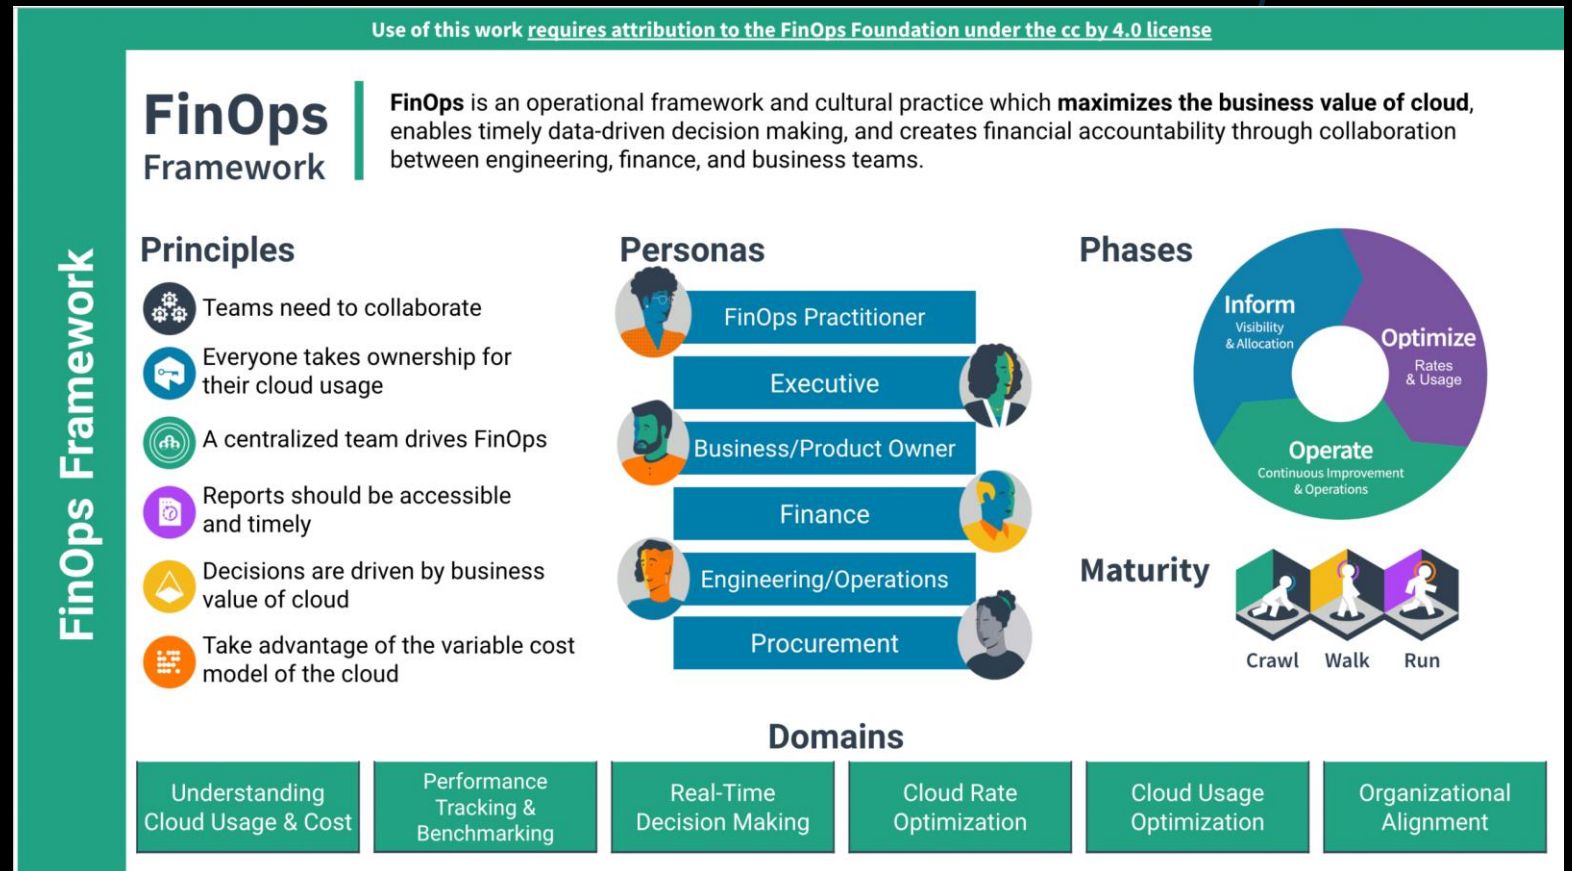 Use of this work requires attribution to the FinOps Foundation under the cc by 4.0 license
FinOps Framework
FinOps
Framework
FinOps is an operational framework and cultural practice which maximizes the business value of cloud,
enables timely data-driven decision making, and creates financial accountability through collaboration
between engineering, finance, and business teams.
Principles
Teams need to collaborate
Everyone takes ownership for
their cloud usage
A centralized team drives FinOps
Reports should be accessible
and timely
Decisions are driven by business
value of cloud
Take advantage of the variable cost
model of the cloud
Personas
FinOps Practitioner
Executive
Business/Product Owner
Finance
Engineering/Operations
Procurement
Phases
Inform
Visibility
& Allocation
Optimize
Rates
& Usage
Operate
Continuous Improvement
& Operations
Maturity
Crawl
Walk
Run
Domains
Understanding
Cloud Usage & Cost
Performance
Tracking &
Benchmarking
Real-Time
Decision Making
Cloud Rate
Optimization
Cloud Usage
Optimization
Organizational
Alignment